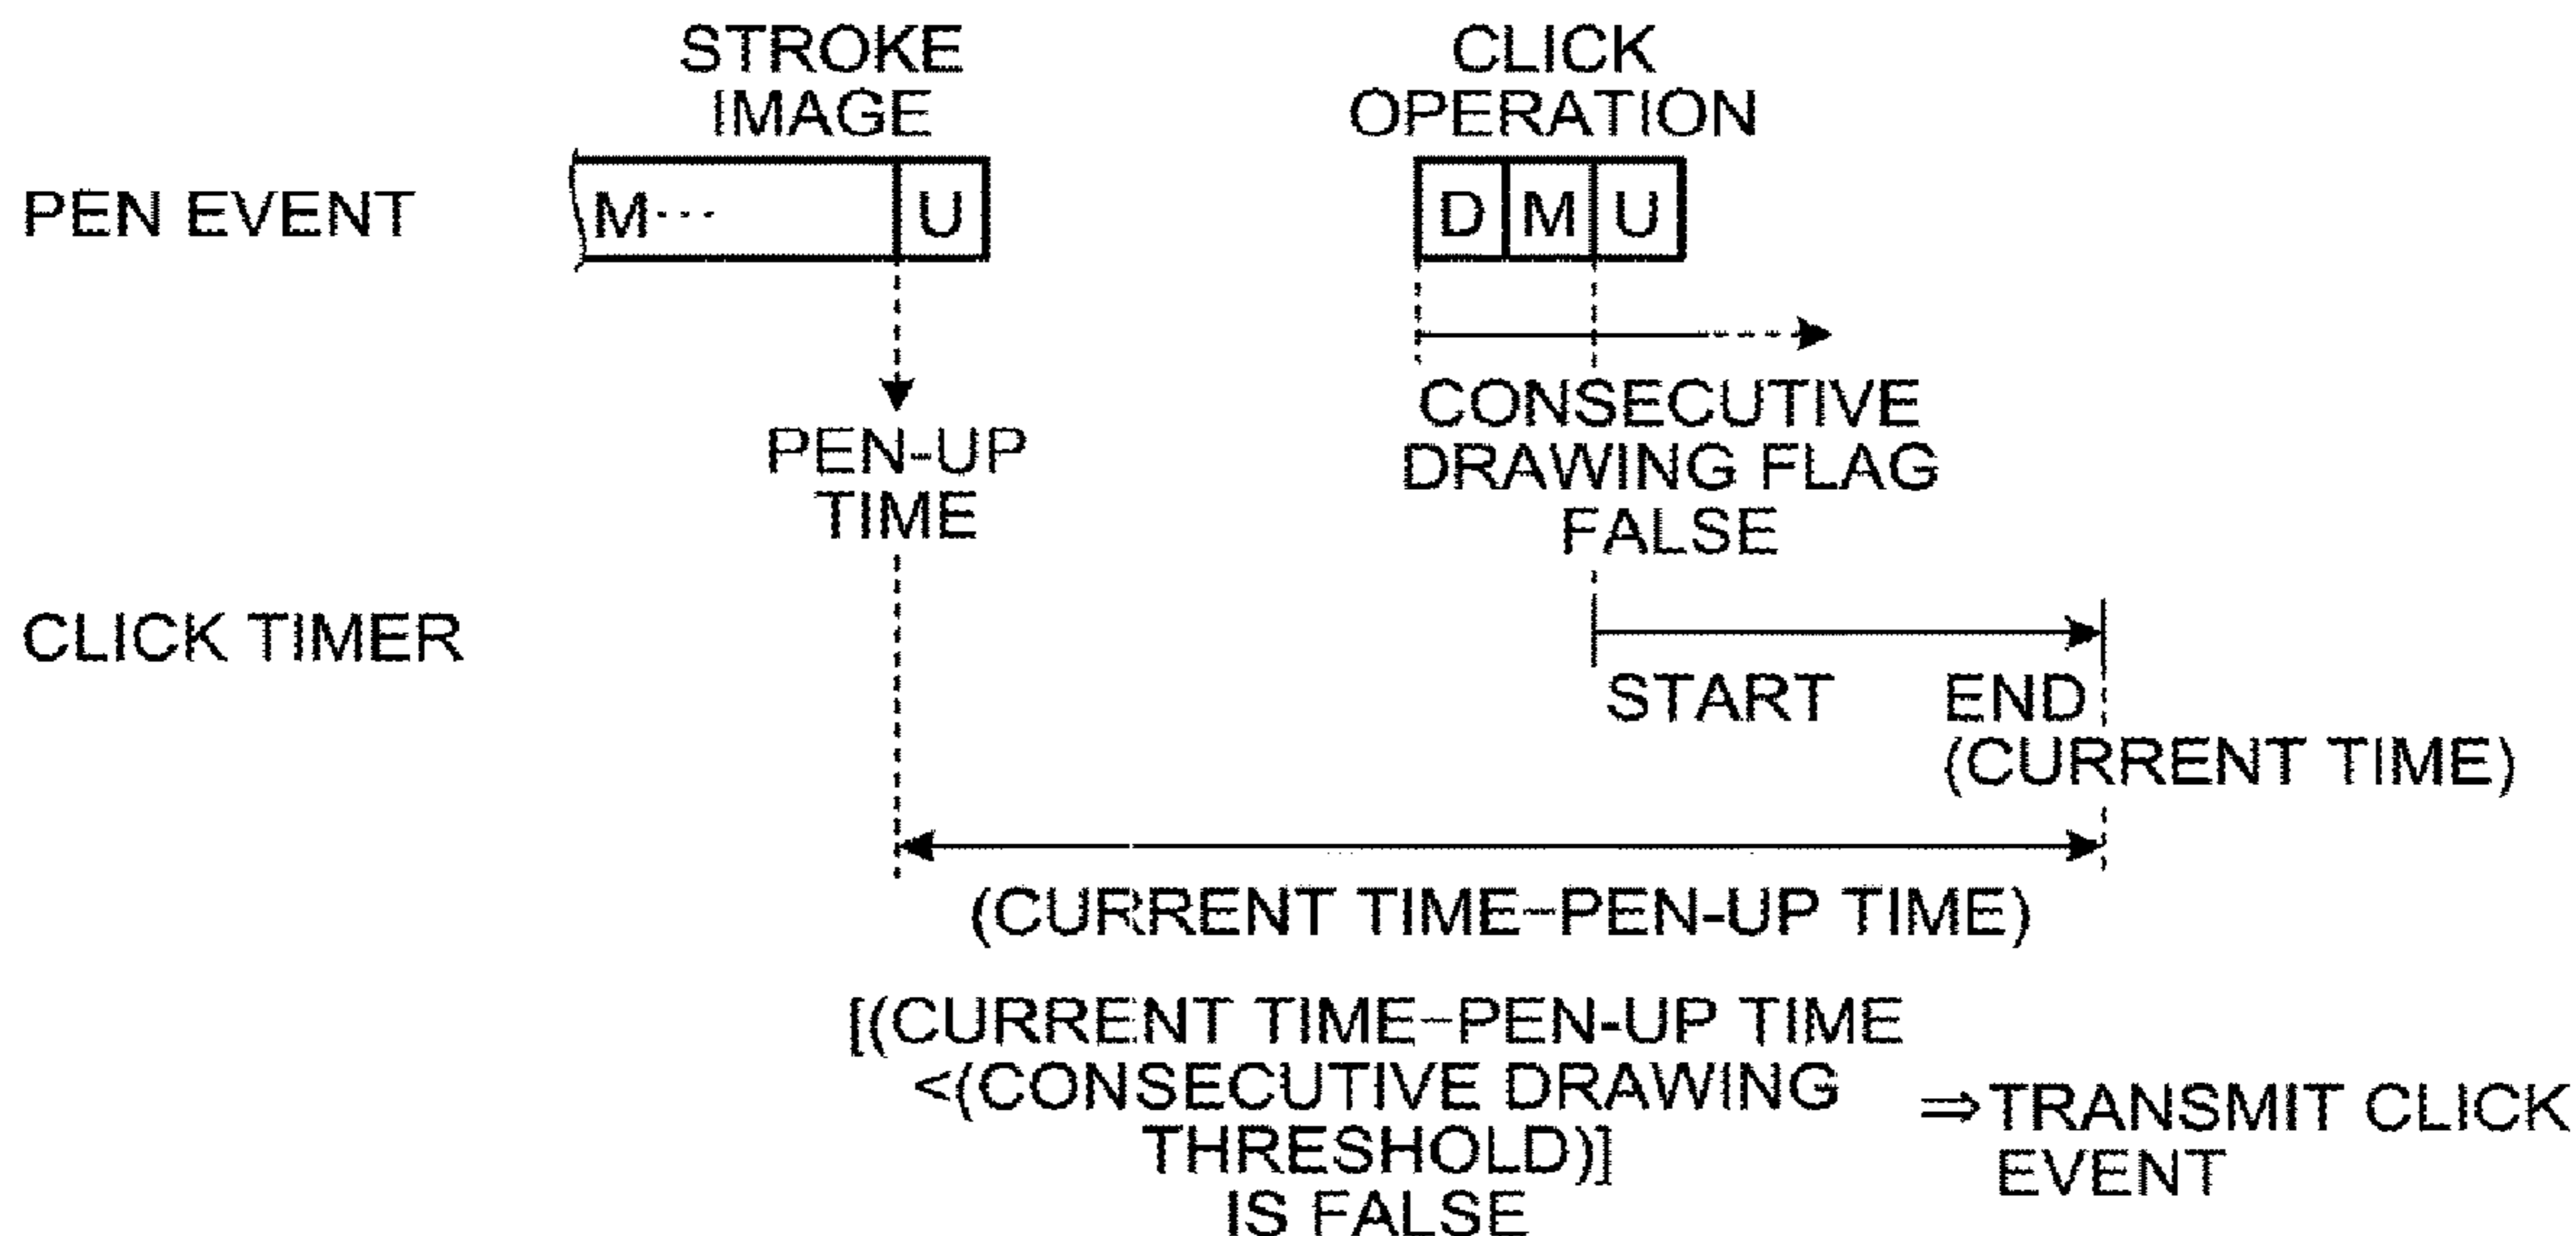 STROKE
IMAGE
CLICK
OPERATION
PEN EVENT
M...
U
D
M
U
PEN-UP
TIME
CONSECUTIVE
DRAWING FLAG
FALSE
CLICK TIMER
START
END
(CURRENT TIME)
(CURRENT TIME–PEN-UP TIME)
[(CURRENT TIME–PEN-UP TIME
<(CONSECUTIVE DRAWING
THRESHOLD)]
IS FALSE
⇒TRANSMIT CLICK
EVENT